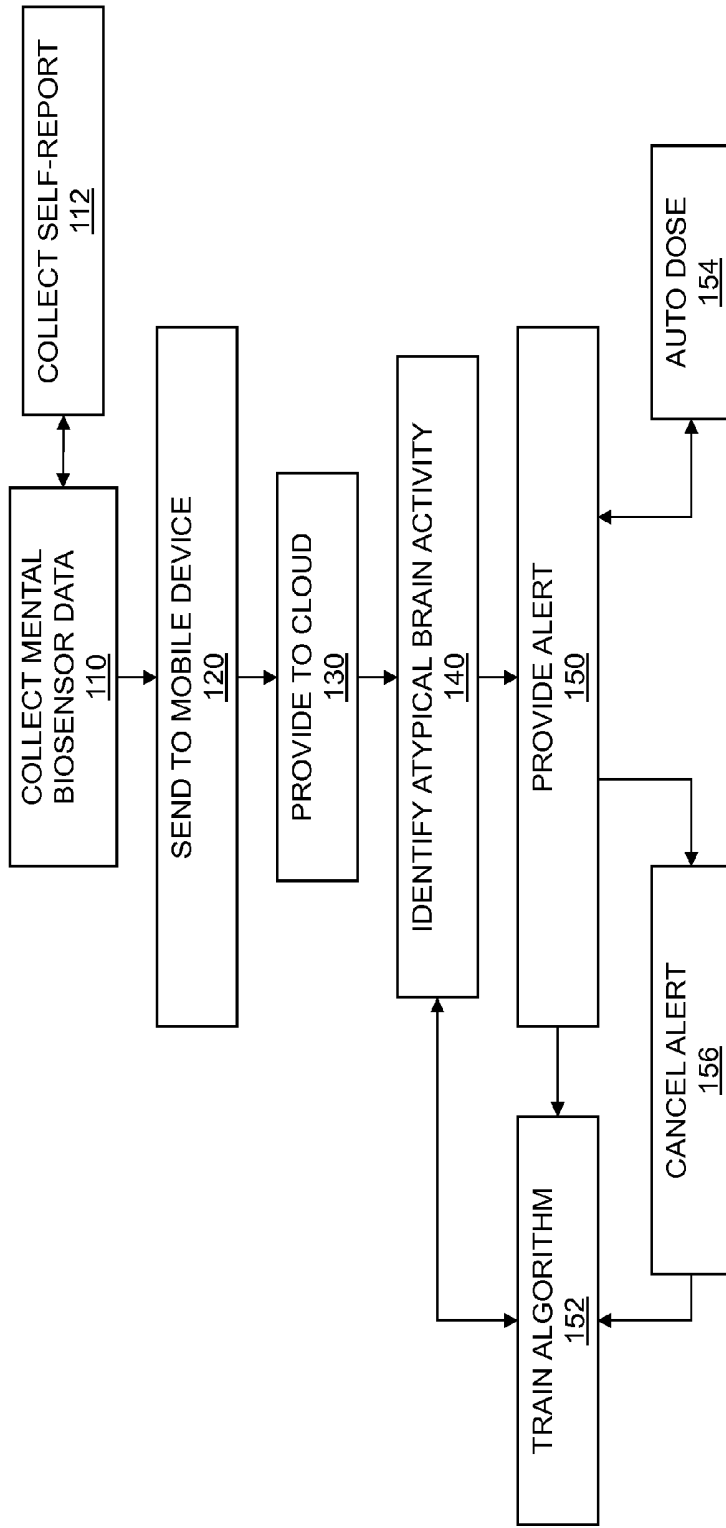 COLLECT MENTAL
BIOSENSOR DATA
110
COLLECT SELF-REPORT
112
SEND TO MOBILE DEVICE
120
PROVIDE TO CLOUD
130
IDENTIFY ATYPICAL BRAIN ACTIVITY
140
PROVIDE ALERT
150
TRAIN ALGORITHM
152
CANCEL ALERT
156
AUTO DOSE
154